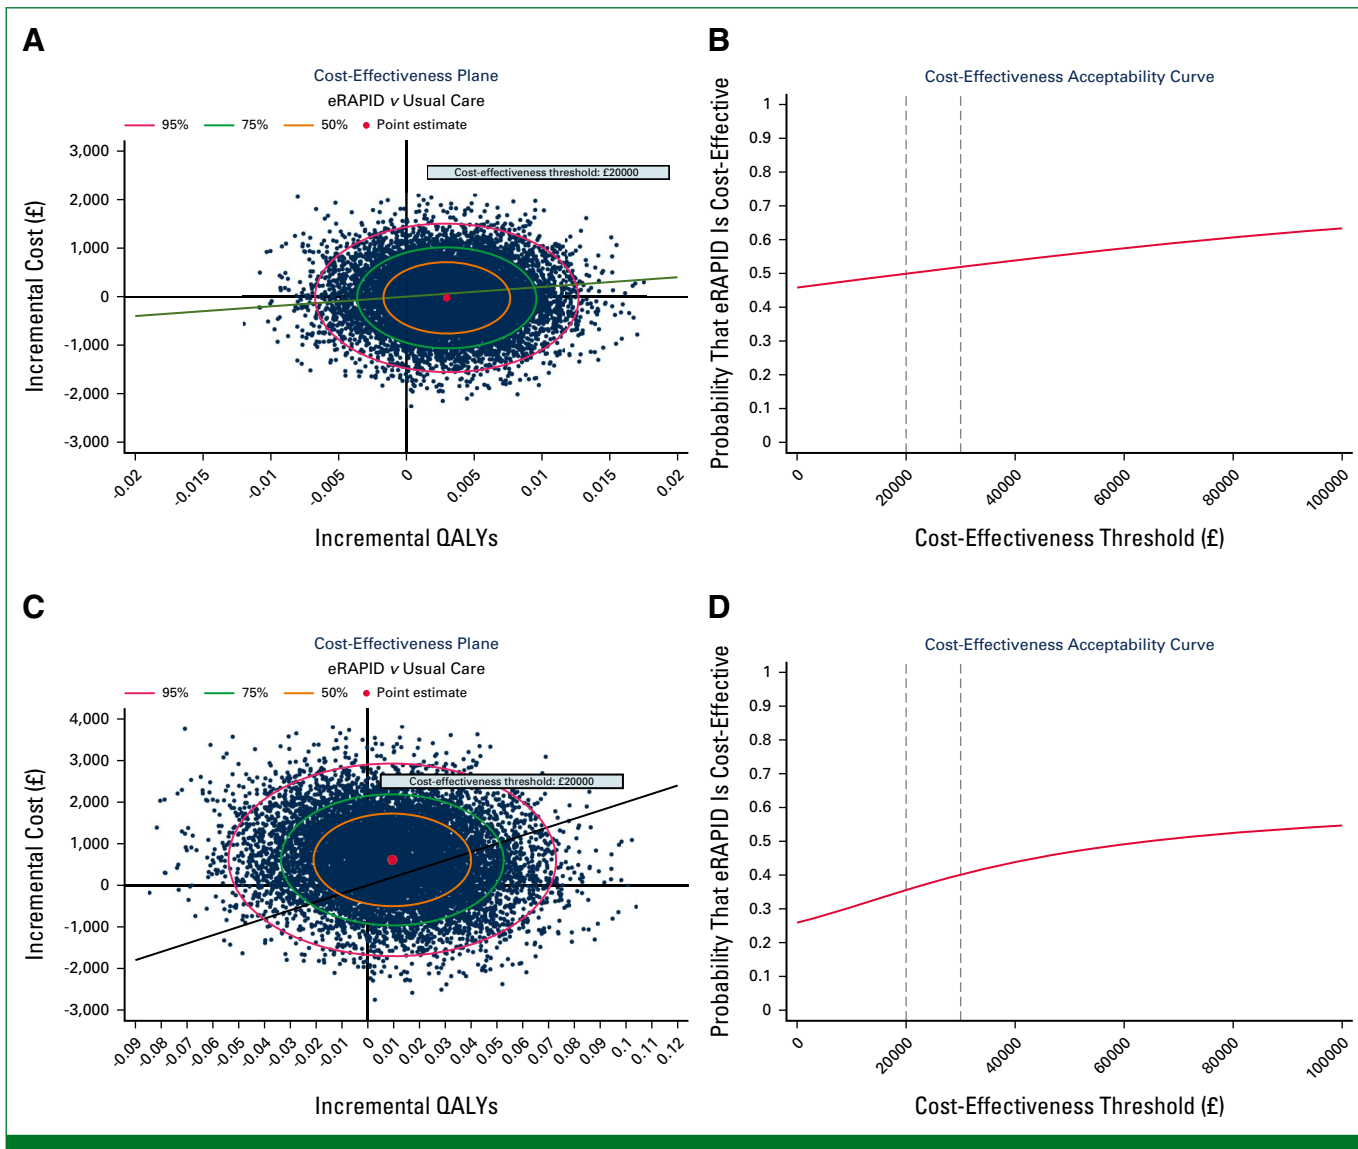 A
Cost-Effectiveness Plane
eRAPID v Usual Care
95% 75% 50% Point estimate
Cost-effectiveness threshold: £20000
Incremental Cost (£)
3,000
2,000
1,000
0
-1,000
-2,000
-3,000
-0.02 -0.015 -0.01 -0.005 0 0.005 0.01 0.015 0.02
Incremental QALYs
B
Cost-Effectiveness Acceptability Curve
Probability That eRAPID Is Cost-Effective
1
0.9
0.8
0.7
0.6
0.5
0.4
0.3
0.2
0.1
0
0 20000 40000 60000 80000 100000
Cost-Effectiveness Threshold (£)
C
Cost-Effectiveness Plane
eRAPID v Usual Care
95% 75% 50% Point estimate
Cost-effectiveness threshold: £20000
Incremental Cost (£)
4,000
3,000
2,000
1,000
0
-1,000
-2,000
-3,000
-0.09 -0.08 -0.07 -0.06 -0.05 -0.04 -0.03 -0.02 -0.01 0 0.01 0.02 0.03 0.04 0.05 0.06 0.07 0.08 0.09 0.1 0.11 0.12
Incremental QALYs
D
Cost-Effectiveness Acceptability Curve
Probability That eRAPID Is Cost-Effective
1
0.9
0.8
0.7
0.6
0.5
0.4
0.3
0.2
0.1
0
0 20000 40000 60000 80000 100000
Cost-Effectiveness Threshold (£)